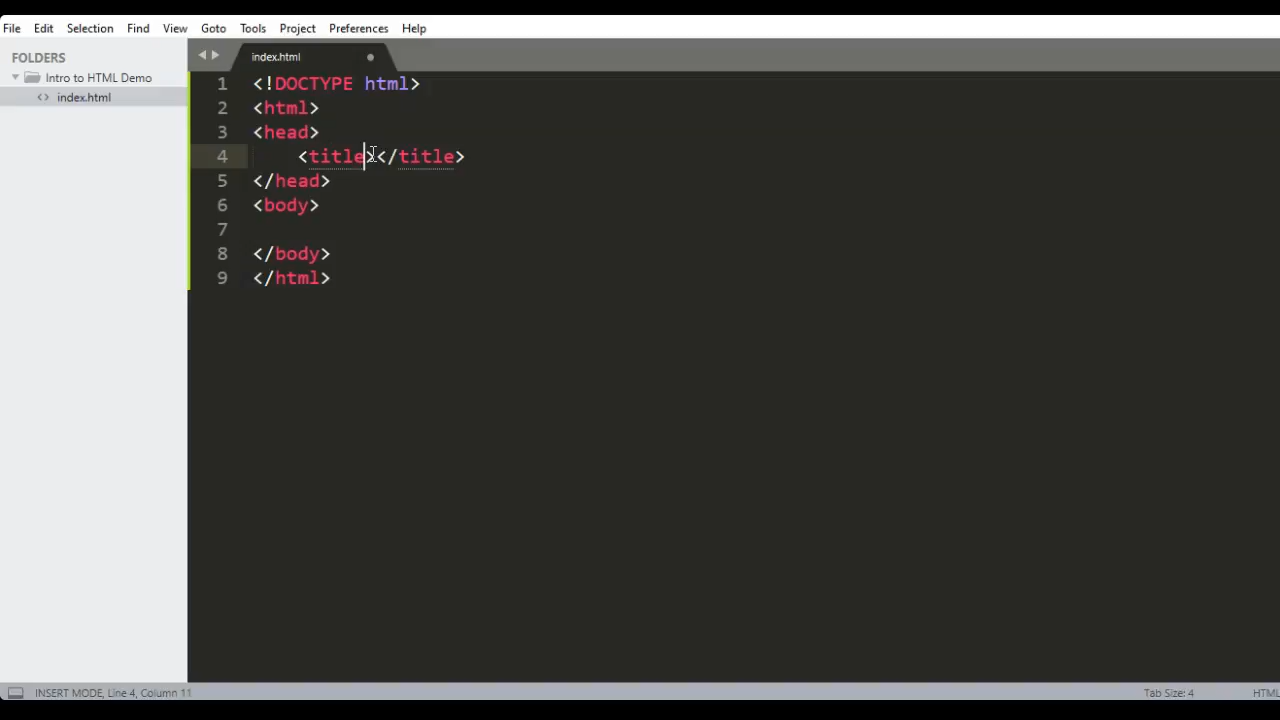 File Edit Selection Find View Goto Tools Project Preferences Help
FOLDERS
Intro to HTML Demo
<> index.html
index.html
1 <!DOCTYPE html>
2 <html>
3 <head>
4     <title></title>
5 </head>
6 <body>
7
8 </body>
9 </html>
INSERT MODE, Line 4, Column 11
Tab Size: 4
HTML